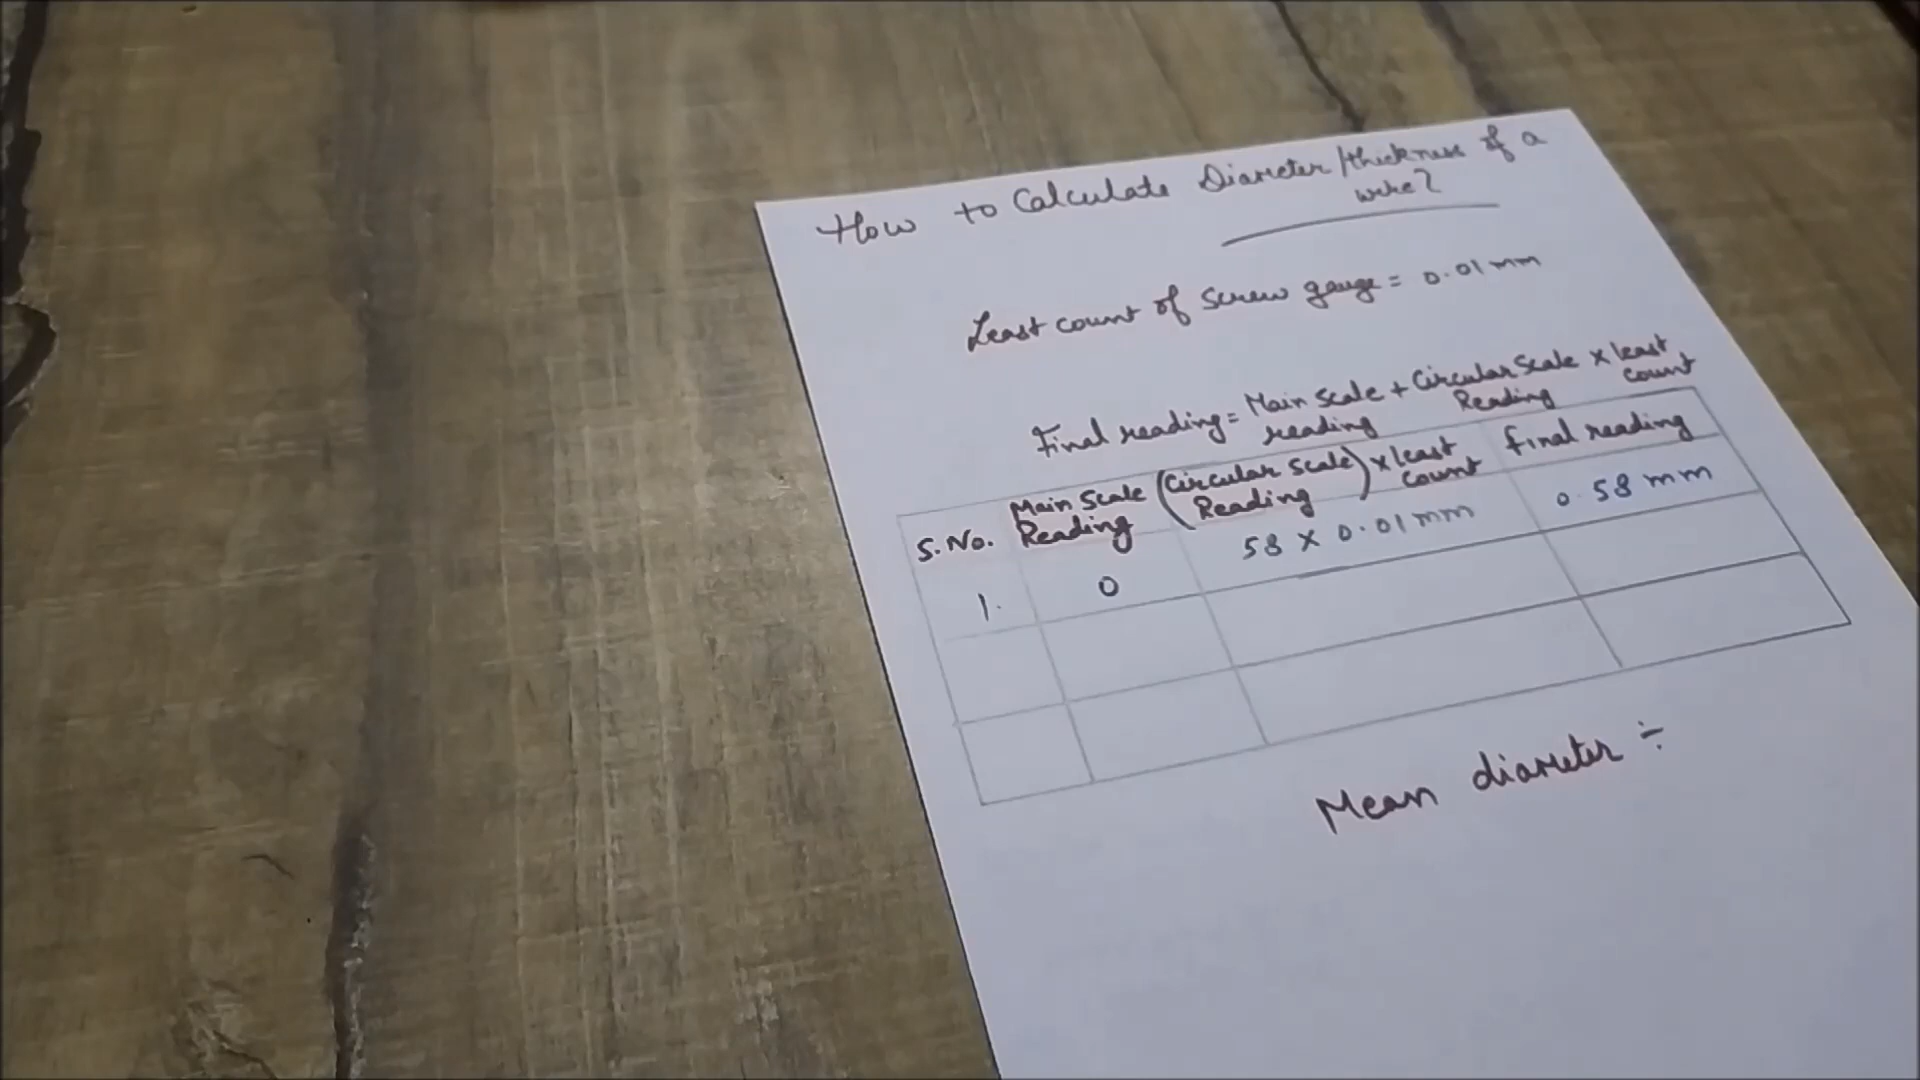 How to Calculate Diameter/thickness of a
wire?
Least count of screw gauge = 0.01 mm
Final reading = Main Scale + Circular Scale × least
reading Reading count
S. No. Main Scale (Circular Scale) × least final reading
Reading Reading count
1. 0 58 × 0.01 mm 0.58 mm
Mean diameter ÷